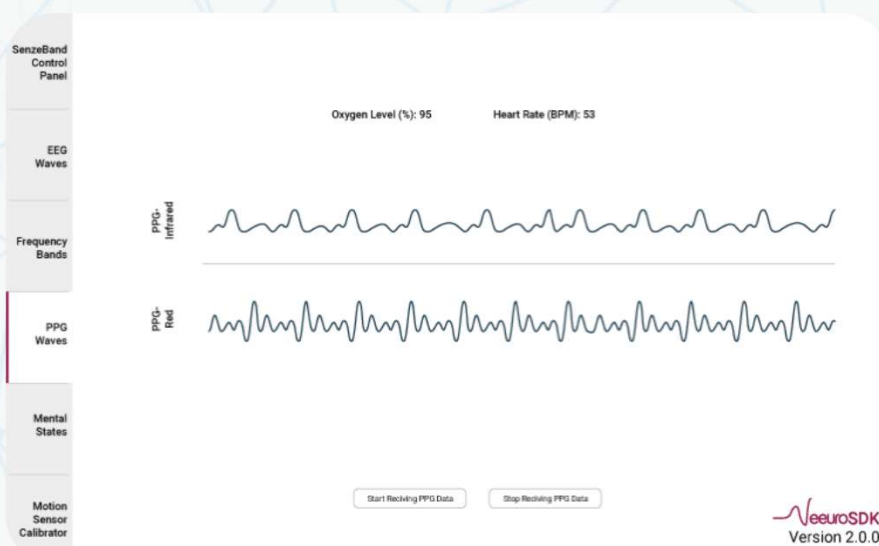 SenzeBand
Control
Panel
EEG
Waves
Frequency
Bands
PPG
Waves
Mental
States
Motion
Sensor
Calibrator
Oxygen Level (%): 95
Heart Rate (BPM): 53
PPG-
Infrared
PPG-
Red
Start Reciving PPG Data
Stop Reciving PPG Data
NeeuroSDK
Version 2.0.0